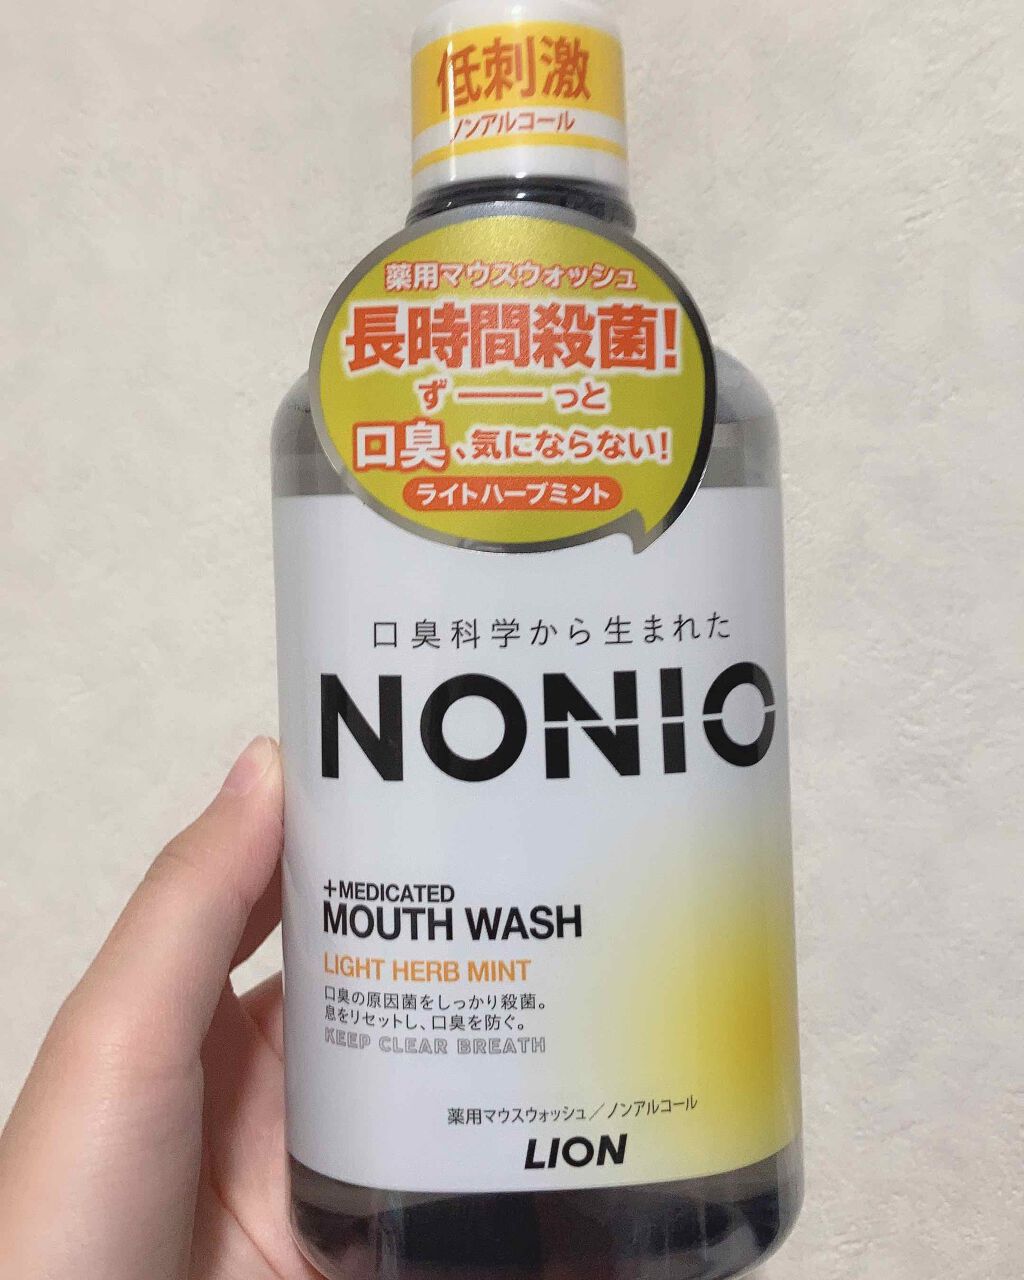 低刺激
ノンアルコール
薬用マウスウォッシュ
長時間殺菌!
ず――っと
口臭、気にならない!
ライトハーブミント
口臭科学から生まれた
NONIO
+MEDICATED
MOUTH WASH
LIGHT HERB MINT
口臭の原因菌をしっかり殺菌。
息をリセットし、口臭を防ぐ。
KEEP CLEAR BREATH
薬用マウスウォッシュ/ノンアルコール
LION